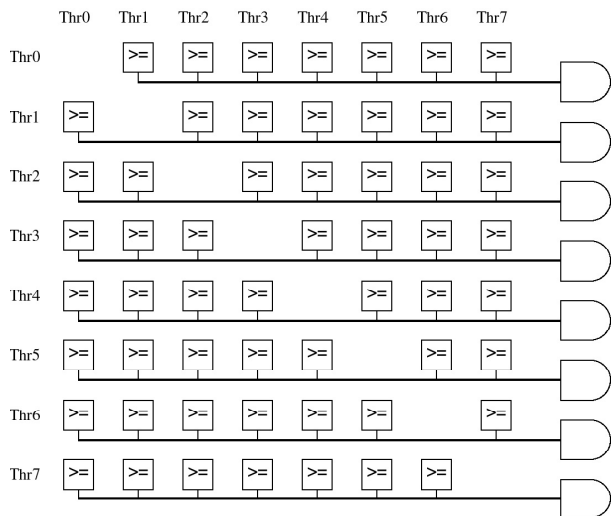 Thr0 Thr1 Thr2 Thr3 Thr4 Thr5 Thr6 Thr7
Thr0 >= >= >= >= >= >= >=
Thr1 >= >= >= >= >= >= >=
Thr2 >= >= >= >= >= >= >=
Thr3 >= >= >= >= >= >= >=
Thr4 >= >= >= >= >= >= >=
Thr5 >= >= >= >= >= >= >=
Thr6 >= >= >= >= >= >= >=
Thr7 >= >= >= >= >= >= >=